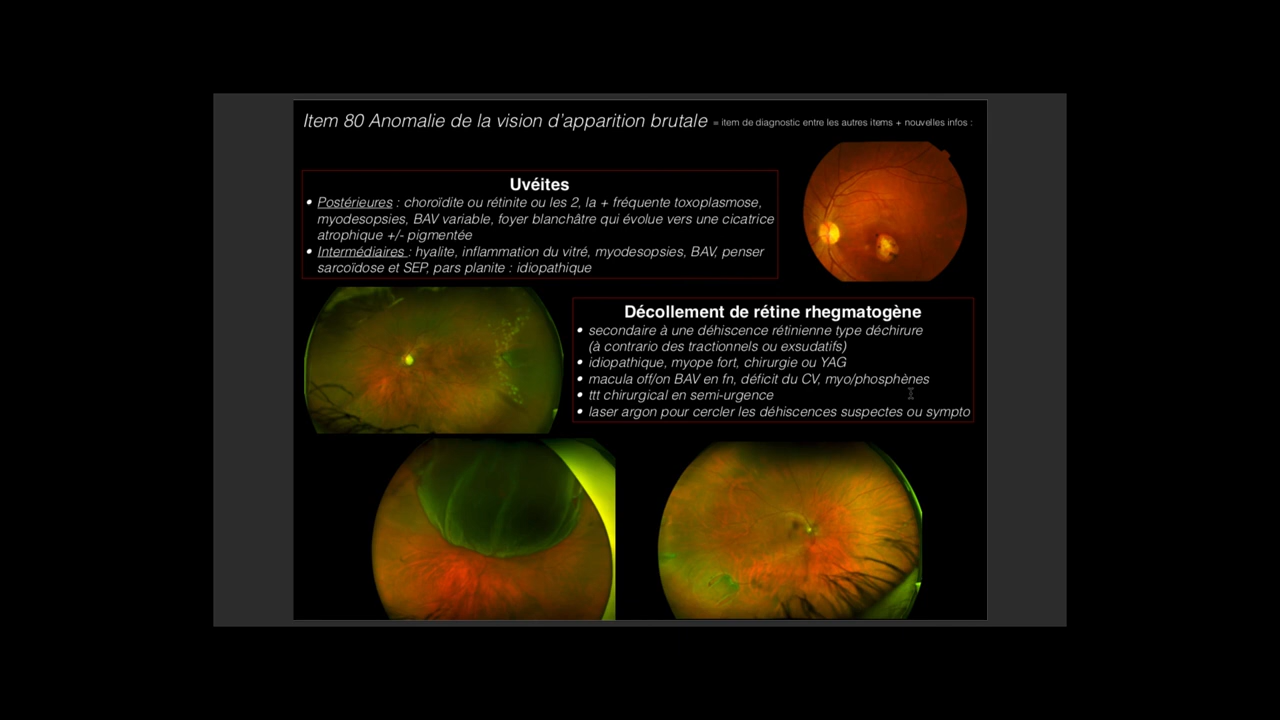 Item 80 Anomalie de la vision d'apparition brutale = item de diagnostic entre les autres items + nouvelles infos :
Uvéites
• Postérieures : choroïdite ou rétinite ou les 2, la + fréquente toxoplasmose,
myodesopsies, BAV variable, foyer blanchâtre qui évolue vers une cicatrice
atrophique +/- pigmentée
• Intermédiaires : hyalite, inflammation du vitré, myodesopsies, BAV, penser
sarcoïdose et SEP, pars planite : idiopathique
Décollement de rétine rhegmatogène
• secondaire à une déhiscence rétinienne type déchirure
(à contrario des tractionnels ou exsudatifs)
• idiopathique, myope fort, chirurgie ou YAG
• macula off/on BAV en fn, déficit du CV, myo/phosphènes
• ttt chirurgical en semi-urgence
• laser argon pour cercler les déhiscences suspectes ou sympto